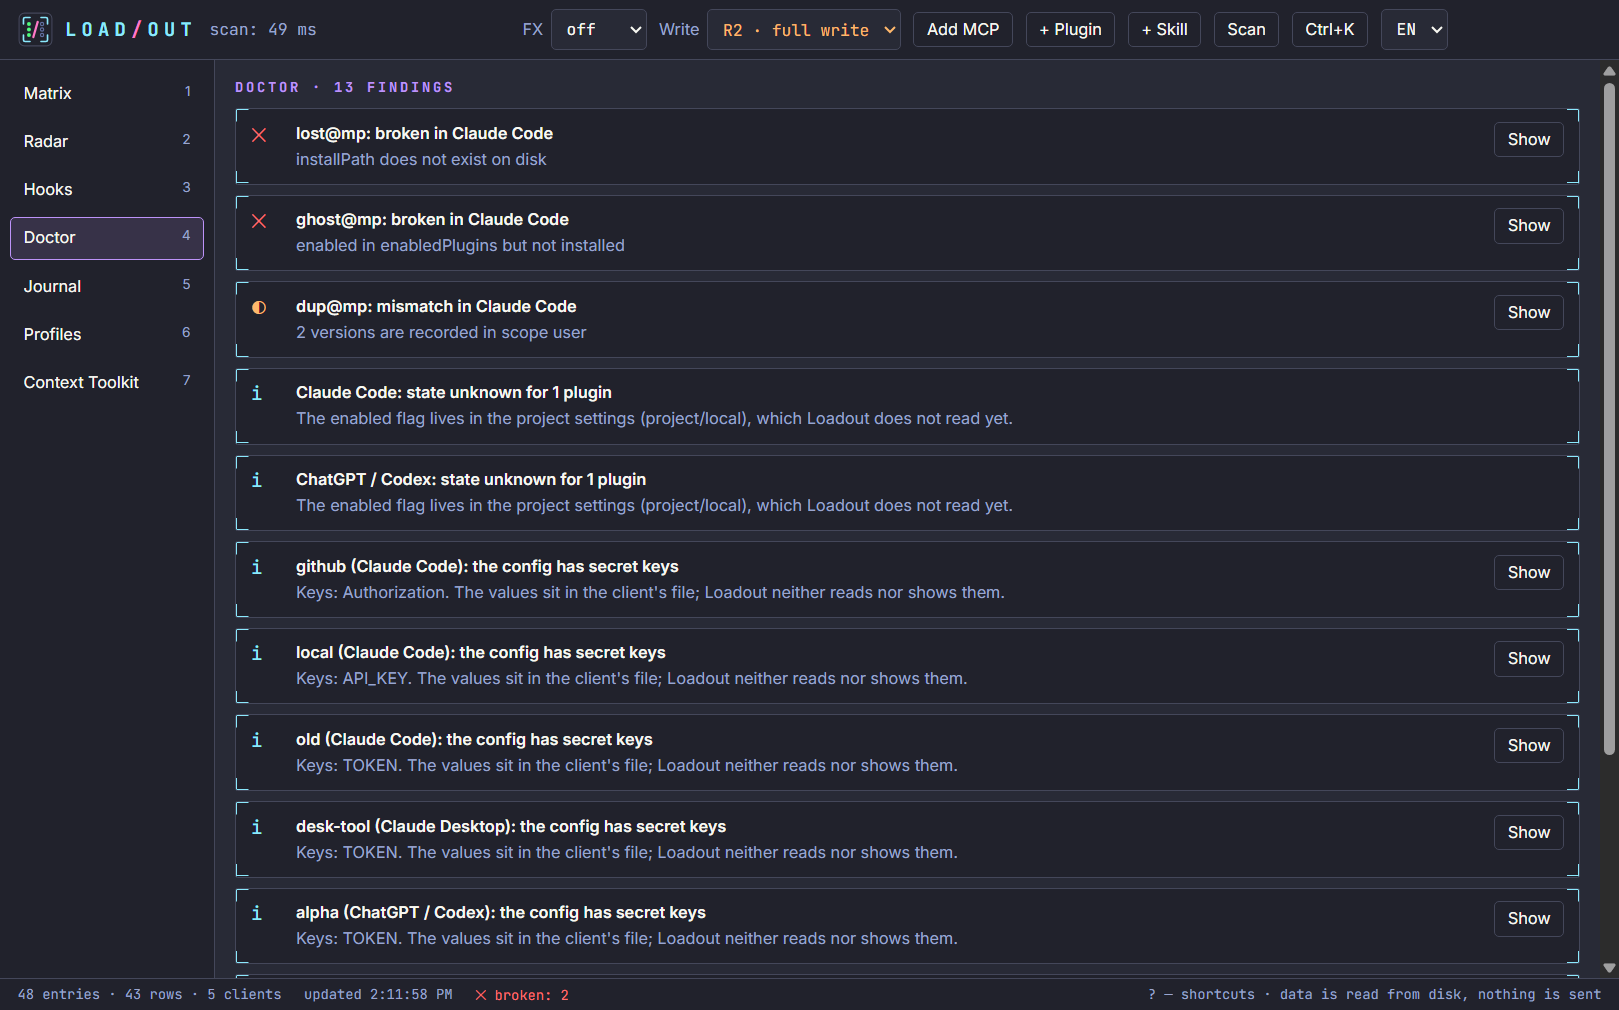 LOAD/OUT scan: 49 ms FX off Write R2 · full write Add MCP + Plugin + Skill Scan Ctrl+K EN
Matrix 1
Radar 2
Hooks 3
Doctor 4
Journal 5
Profiles 6
Context Toolkit 7
DOCTOR · 13 FINDINGS
lost@mp: broken in Claude Code
installPath does not exist on disk
Show
ghost@mp: broken in Claude Code
enabled in enabledPlugins but not installed
Show
dup@mp: mismatch in Claude Code
2 versions are recorded in scope user
Show
i Claude Code: state unknown for 1 plugin
The enabled flag lives in the project settings (project/local), which Loadout does not read yet.
i ChatGPT / Codex: state unknown for 1 plugin
The enabled flag lives in the project settings (project/local), which Loadout does not read yet.
i github (Claude Code): the config has secret keys
Keys: Authorization. The values sit in the client's file; Loadout neither reads nor shows them.
Show
i local (Claude Code): the config has secret keys
Keys: API_KEY. The values sit in the client's file; Loadout neither reads nor shows them.
Show
i old (Claude Code): the config has secret keys
Keys: TOKEN. The values sit in the client's file; Loadout neither reads nor shows them.
Show
i desk-tool (Claude Desktop): the config has secret keys
Keys: TOKEN. The values sit in the client's file; Loadout neither reads nor shows them.
Show
i alpha (ChatGPT / Codex): the config has secret keys
Keys: TOKEN. The values sit in the client's file; Loadout neither reads nor shows them.
Show
48 entries · 43 rows · 5 clients updated 2:11:58 PM broken: 2 ? — shortcuts · data is read from disk, nothing is sent